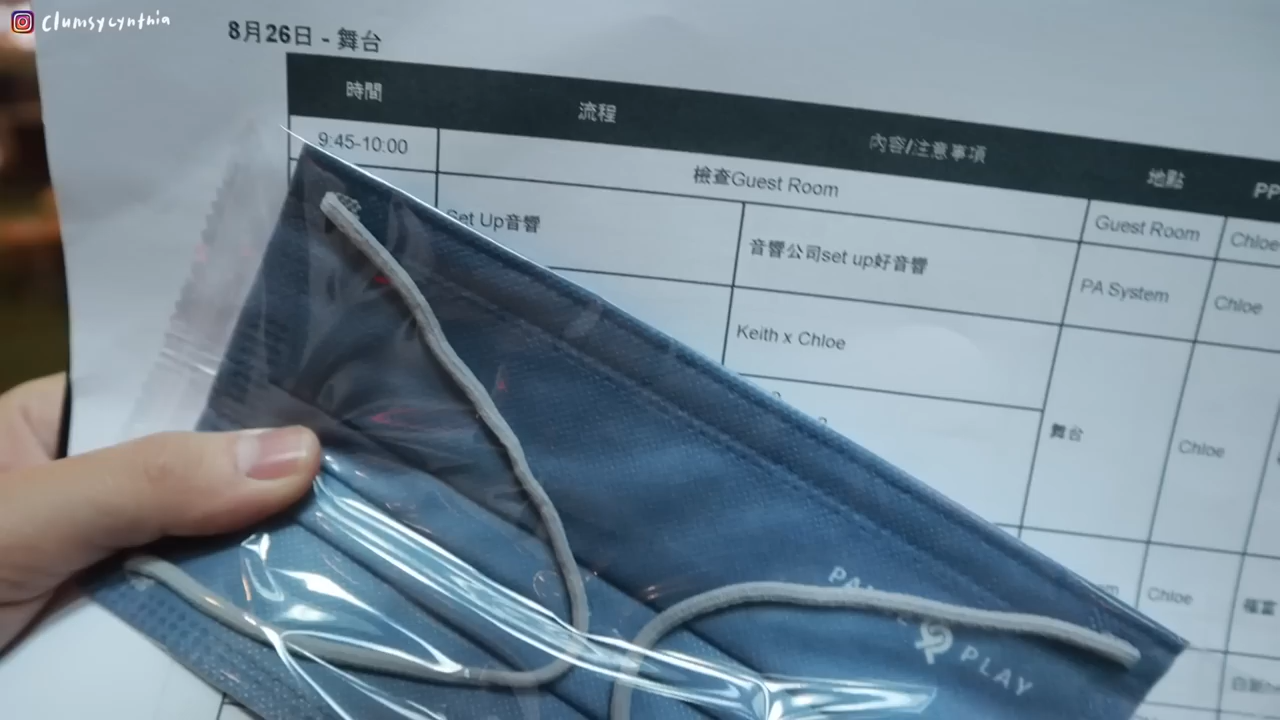 clumsycynthia
8月26日 - 舞台
時間 流程 內容/注意事項 地點
9:45-10:00 檢查Guest Room Guest Room Chloe
Set Up音響 音響公司set up好音響 PA System Chloe
Keith x Chloe
舞台 Chloe
Chloe
PLAY